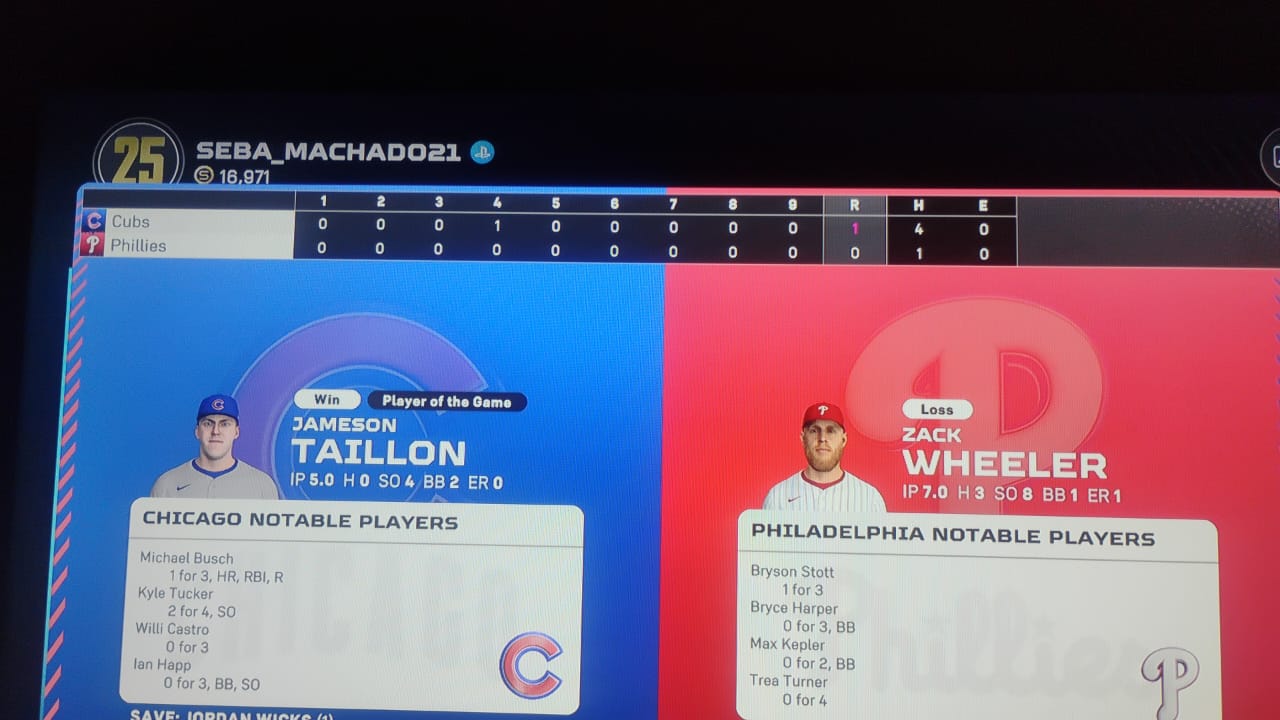 25
SEBA_MACHADO21
S 16,971
1 2 3 4 5 6 7 8 9 R H E
C Cubs 0 0 0 1 0 0 0 0 0 1 4 0
P Phillies 0 0 0 0 0 0 0 0 0 0 1 0
Win Player of the Game
JAMESON
TAILLON
IP 5.0 H 0 SO 4 BB 2 ER 0
CHICAGO NOTABLE PLAYERS
Michael Busch
1 for 3, HR, RBI, R
Kyle Tucker
2 for 4, SO
Willi Castro
0 for 3
Ian Happ
0 for 3, BB, SO
C
SAVE: JORDAN WICKS (1)
Loss
ZACK
WHEELER
IP 7.0 H 3 SO 8 BB 1 ER 1
PHILADELPHIA NOTABLE PLAYERS
Bryson Stott
1 for 3
Bryce Harper
0 for 3, BB
Max Kepler
0 for 2, BB
Trea Turner
0 for 4
Phillies
P